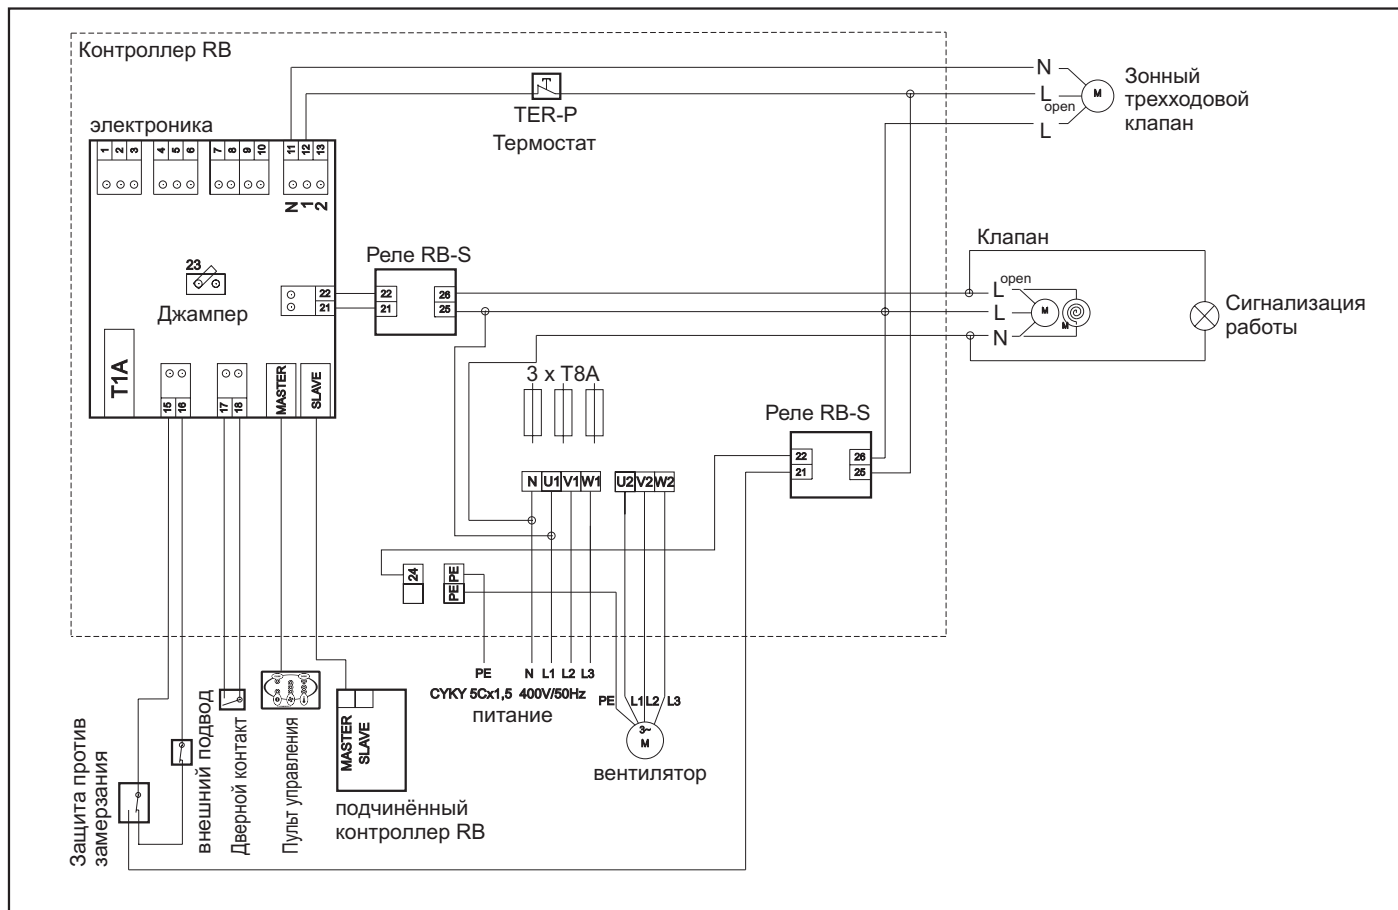 Контроллер RB
N
L open
L
M
Зонный
трехходовой
клапан
TER-P
Термостат
электроника
1 2 3 4 5 6 7 8 9 10 11 12 13
N 1 2
23
Джампер
22
21
Реле RB-S
22 26
21 25
Клапан
L open
L
N
M
M
Сигнализация
работы
T1A
15 16 17 18 MASTER SLAVE
3 x T8A
Реле RB-S
22 26
21 25
N U1 V1 W1 U2 V2 W2
24 PE PE
PE PE
PE N L1 L2 L3
CYKY 5Cx1,5 400V/50Hz
питание
PE L1 L2 L3
3~
M
вентилятор
Защита против
замерзания
внешний подвод
Дверной контакт
Пульт управления
MASTER
SLAVE
подчинённый
контроллер RB